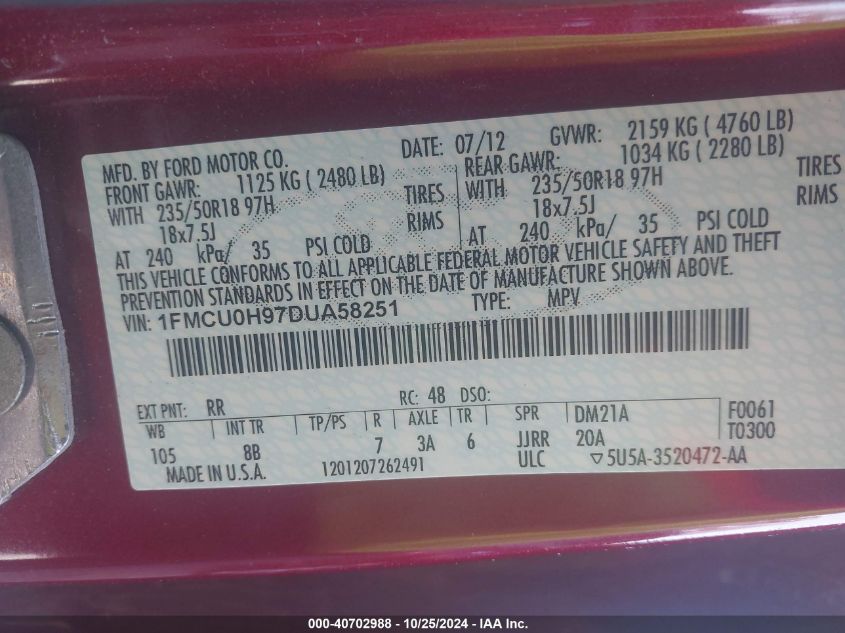 MFD. BY FORD MOTOR CO. DATE: 07/12 GVWR: 2159 KG ( 4760 LB)
FRONT GAWR: 1125 KG ( 2480 LB) REAR GAWR: 1034 KG ( 2280 LB)
WITH 235/50R18 97H TIRES WITH 235/50R18 97H TIRES
18x7.5J RIMS 18x7.5J RIMS
AT 240 kPa/ 35 PSI COLD AT 240 kPa/ 35 PSI COLD
THIS VEHICLE CONFORMS TO ALL APPLICABLE FEDERAL MOTOR VEHICLE SAFETY AND THEFT
PREVENTION STANDARDS IN EFFECT ON THE DATE OF MANUFACTURE SHOWN ABOVE.
VIN: 1FMCU0H97DUA58251 TYPE: MPV
EXT PNT: RR RC: 48 DSO:
WB INT TR TP/PS R AXLE TR SPR DM21A F0061
105 8B 7 3A 6 JJRR 20A T0300
MADE IN U.S.A. 1201207262491 ULC ▽5U5A-3520472-AA
000-40702988 - 10/25/2024 - IAA Inc.